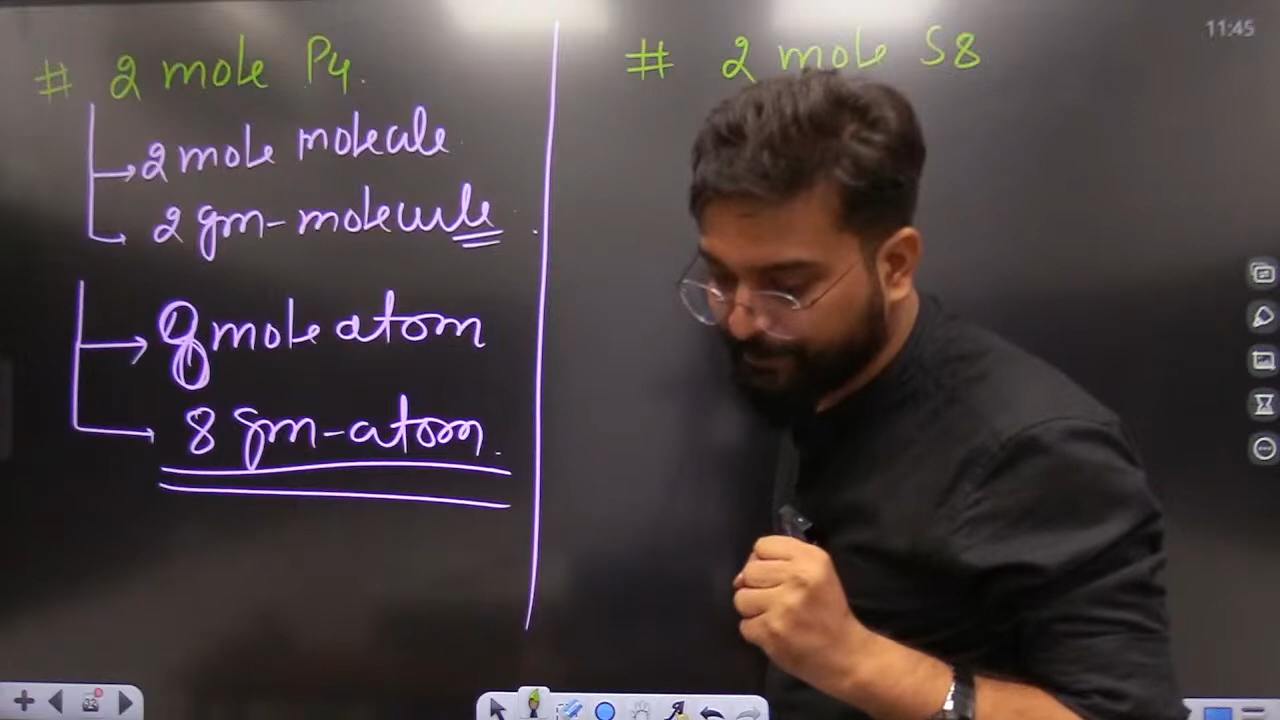 # 2 mole P4.
2 mole molecule
2 gm-molecule
8 mole atom
8 gm-atom.
# 2 mole S8
11:45